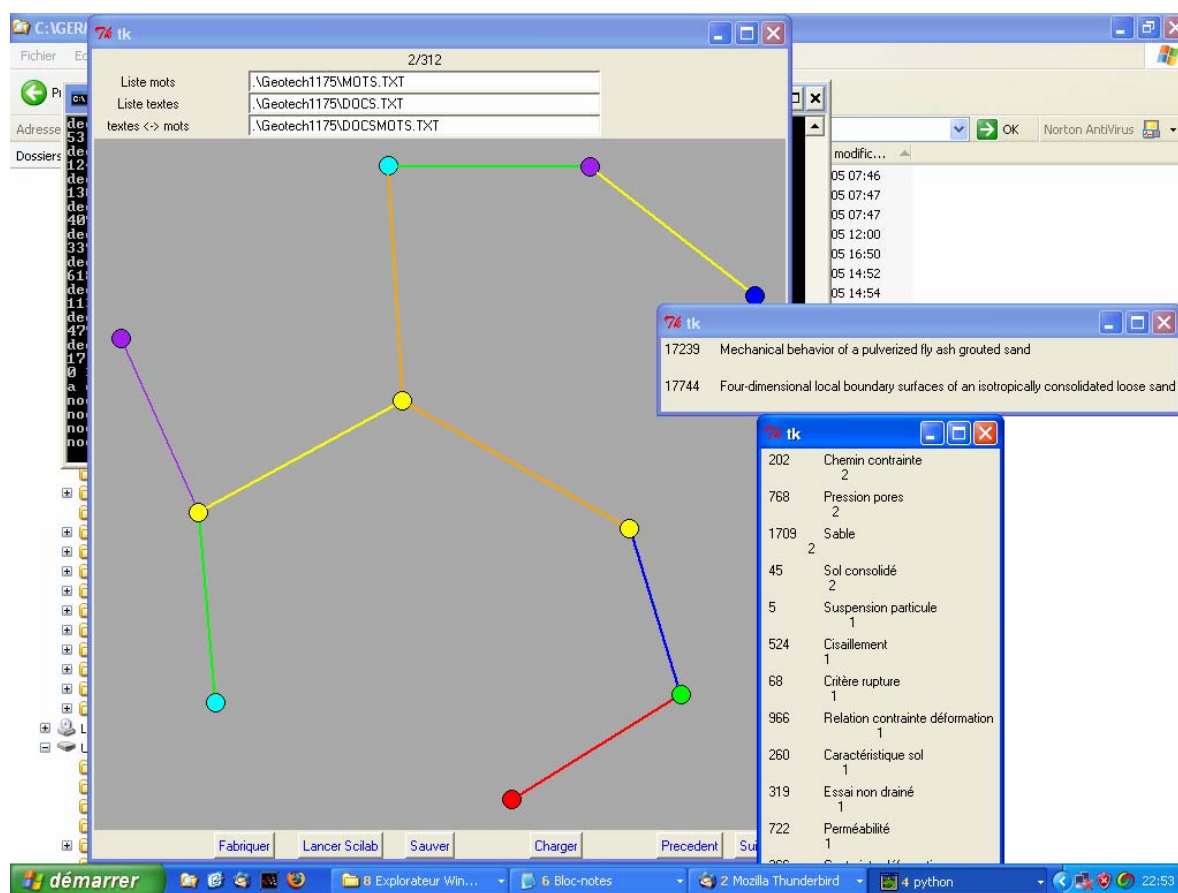 C:\GER
tk
Fichier
2/312
Liste mots .\Geotech1175\MOTS.TXT
Liste textes .\Geotech1175\DOCS.TXT
textes <-> mots .\Geotech1175\DOCSMOTS.TXT
Adresse
OK Norton AntiVirus
Dossiers
modific...
05 07:46
05 07:47
05 07:47
05 12:00
05 16:50
05 14:52
05 14:54
tk
17239 Mechanical behavior of a pulverized fly ash grouted sand
17744 Four-dimensional local boundary surfaces of an isotropically consolidated loose sand
tk
202 Chemin contrainte
2
768 Pression pores
2
1709 Sable
2
45 Sol consolidé
2
5 Suspension particule
1
524 Cisaillement
1
68 Critère rupture
1
966 Relation contrainte déformation
1
260 Caractéristique sol
1
319 Essai non drainé
1
722 Perméabilité
1
Fabriquer Lancer Scilab Sauver Charger Precedent Sui
démarrer 8 Explorateur Win... 6 Bloc-notes 2 Mozilla Thunderbird 4 python 22:53